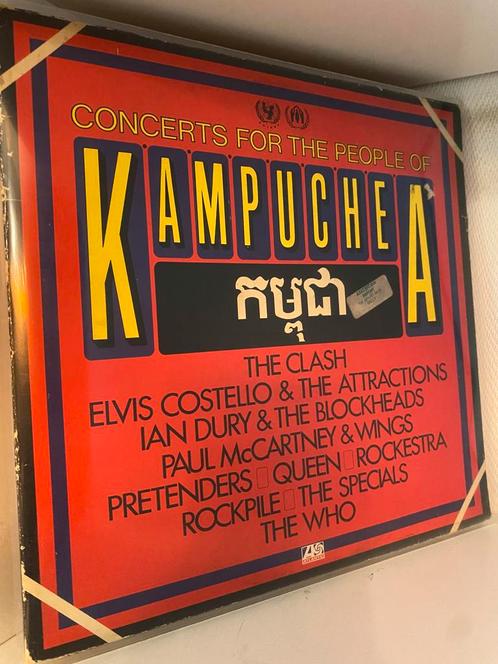 CONCERTS FOR THE PEOPLE OF
KAMPUCHEA
កម្ពុជា
THE CLASH
ELVIS COSTELLO & THE ATTRACTIONS
IAN DURY & THE BLOCKHEADS
PAUL McCARTNEY & WINGS
PRETENDERS QUEEN ROCKESTRA
ROCKPILE THE SPECIALS
THE WHO
ATLANTIC